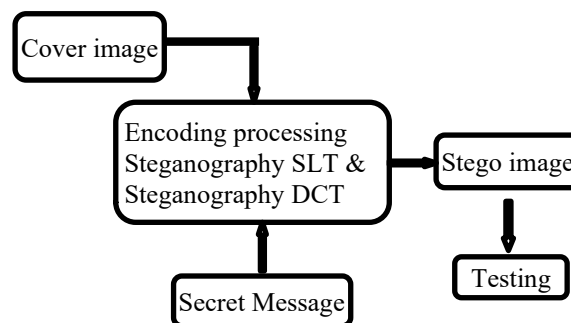 Cover image
Encoding processing
Steganography SLT &
Steganography DCT
Stego image
Testing
Secret Message